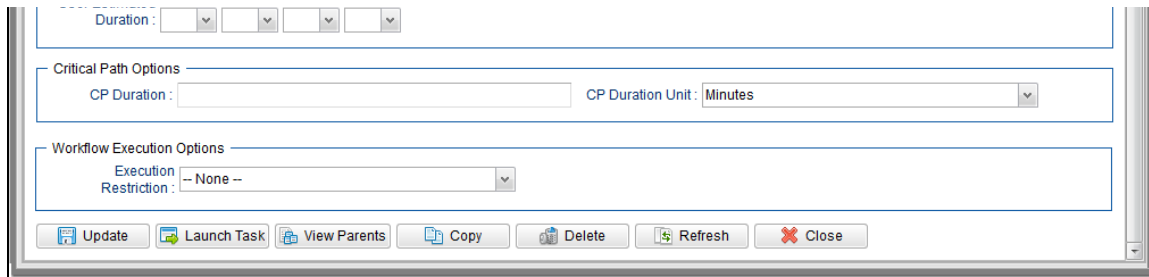 Duration :
Critical Path Options
CP Duration : CP Duration Unit : Minutes
Workflow Execution Options
Execution
Restriction : -- None --
Update Launch Task View Parents Copy Delete Refresh Close